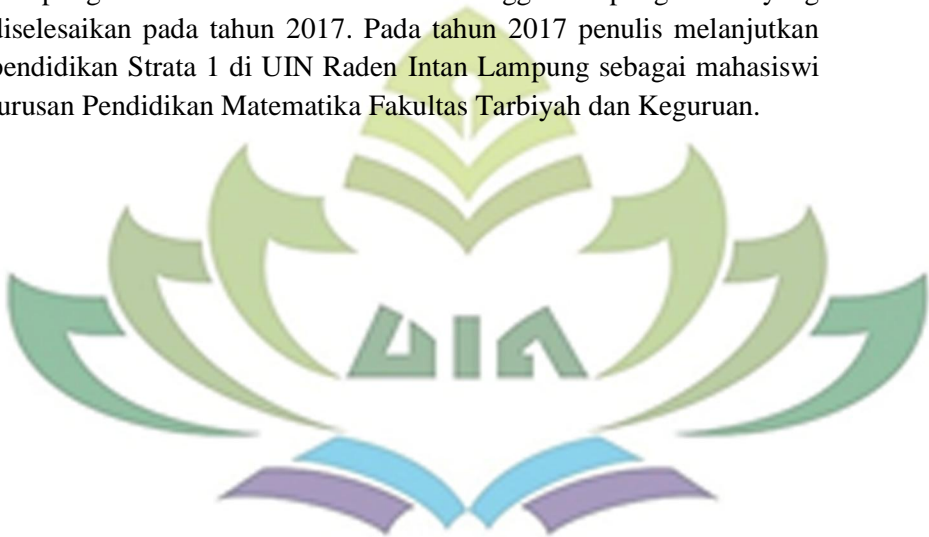 diselesaikan pada tahun 2017. Pada tahun 2017 penulis melanjutkan
pendidikan Strata 1 di UIN Raden Intan Lampung sebagai mahasiswi
jurusan Pendidikan Matematika Fakultas Tarbiyah dan Keguruan.
UIN